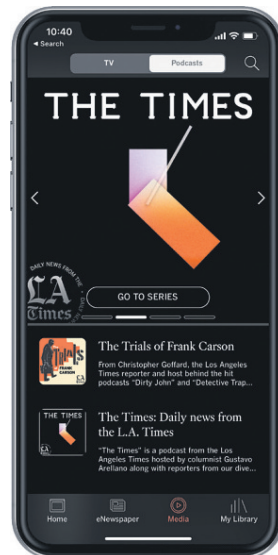 10:40
Search
TV
Podcasts
THE TIMES
DAILY NEWS FROM THE
LA
Times
GO TO SERIES
The Trials of Frank Carson
From Christopher Goffard, the Los Angeles
Times reporter and host behind the hit
podcasts “Dirty John” and “Detective Trap...
FRANK
CARSON
THE TIMES
The Times: Daily news from
the L.A. Times
“The Times” is a podcast from the Los
Angeles Times hosted by columnist Gustavo
Arellano along with reporters from our dive...
Home
eNewspaper
Media
My Library